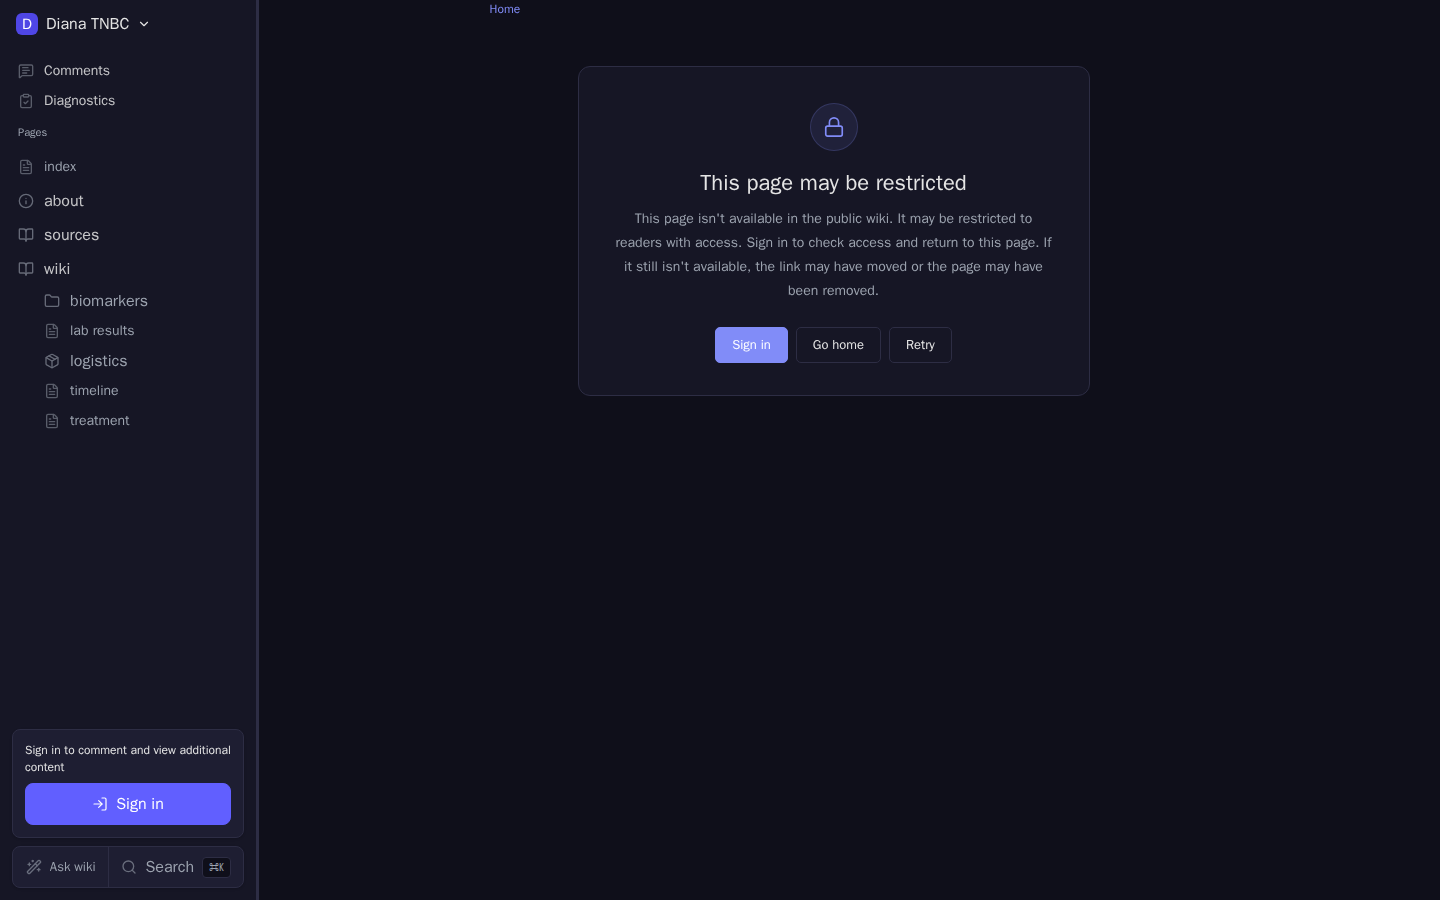 D Diana TNBC
Comments
Diagnostics
Pages
index
about
sources
wiki
biomarkers
lab results
logistics
timeline
treatment
Sign in to comment and view additional
content
Sign in
Ask wiki
Search ⌘K
Home
This page may be restricted
This page isn't available in the public wiki. It may be restricted to
readers with access. Sign in to check access and return to this page. If
it still isn't available, the link may have moved or the page may have
been removed.
Sign in Go home Retry